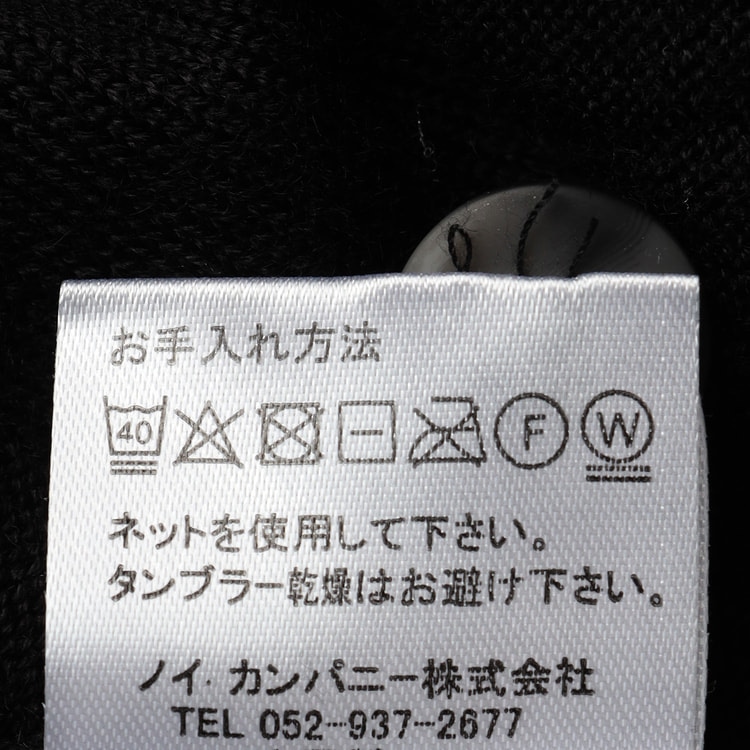 お手入れ方法
40 F W
ネットを使用して下さい。
タンブラー乾燥はお避け下さい。
ノイ.カンパニー株式会社
TEL 052-937-2677